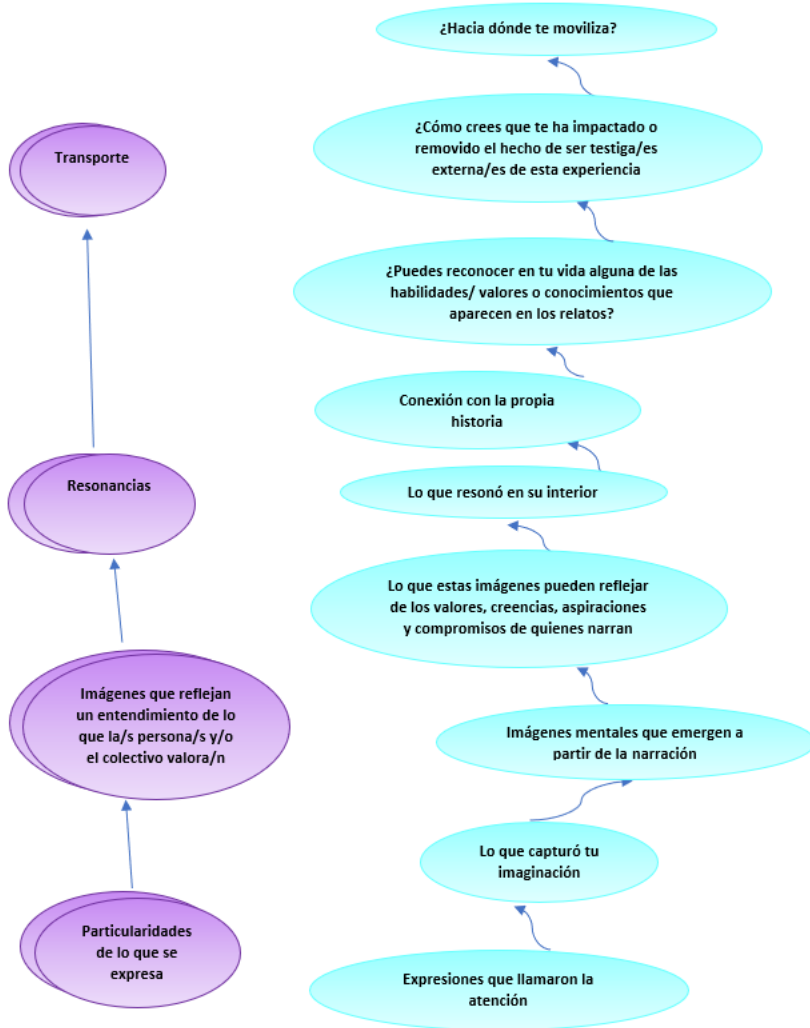 ¿Hacia dónde te moviliza?
¿Cómo crees que te ha impactado o
removido el hecho de ser testiga/es
externa/es de esta experiencia
Transporte
¿Puedes reconocer en tu vida alguna de las
habilidades/ valores o conocimientos que
aparecen en los relatos?
Conexión con la propia
historia
Resonancias
Lo que resonó en su interior
Lo que estas imágenes pueden reflejar
de los valores, creencias, aspiraciones
y compromisos de quienes narran
Imágenes que reflejan
un entendimiento de lo
que la/s persona/s y/o
el colectivo valora/n
Imágenes mentales que emergen a
partir de la narración
Lo que capturó tu
imaginación
Particularidades
de lo que se
expresa
Expresiones que llamaron la
atención